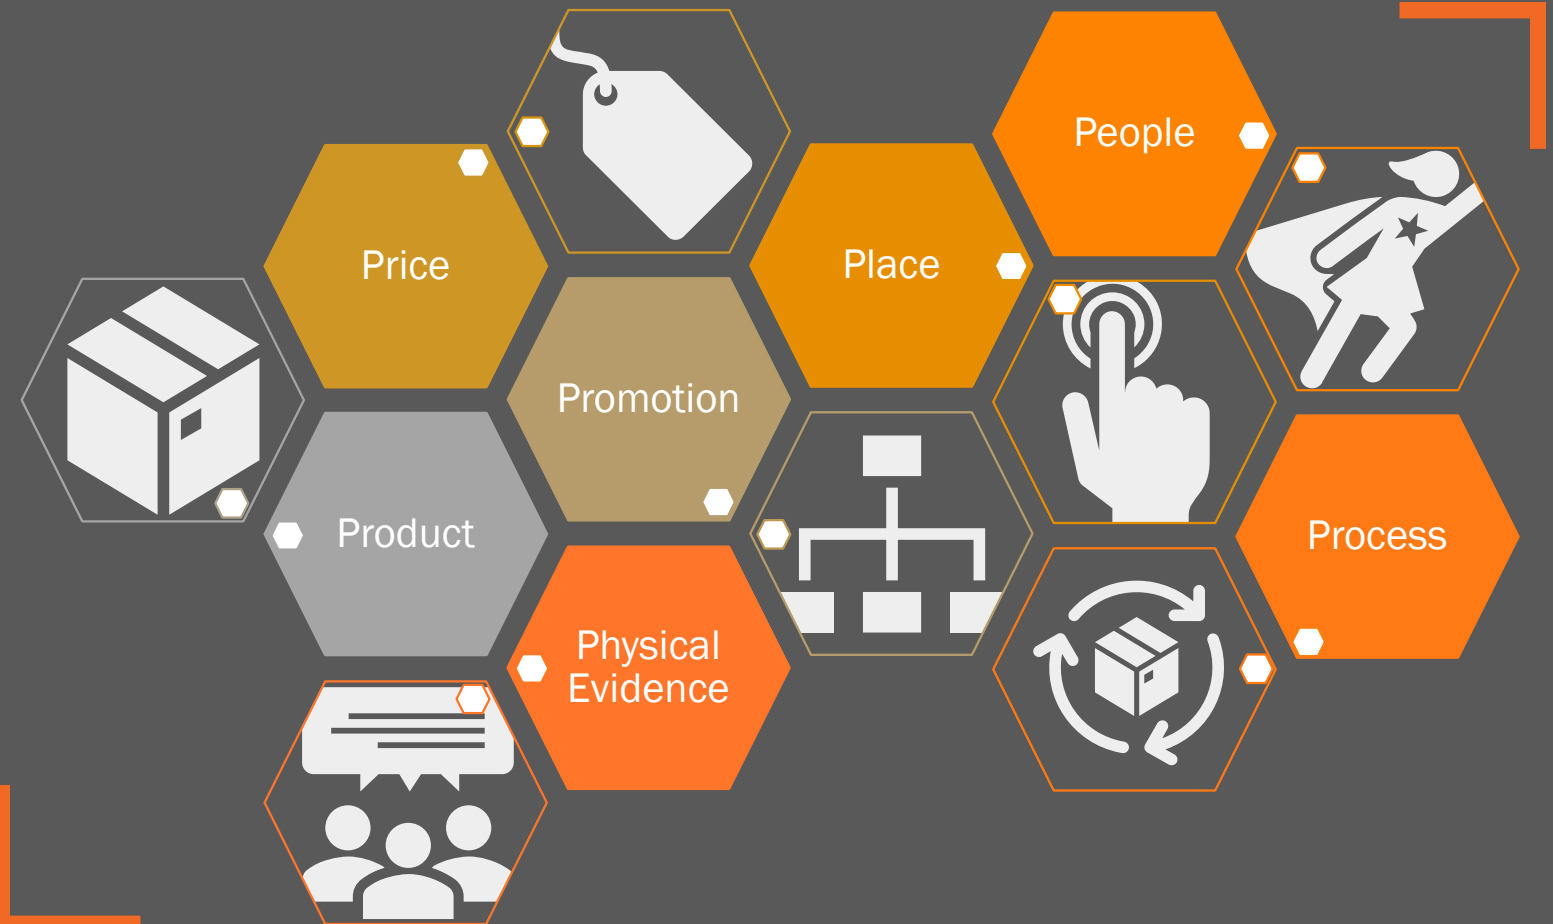 People
Price
Place
Promotion
Product
Process
Physical
Evidence